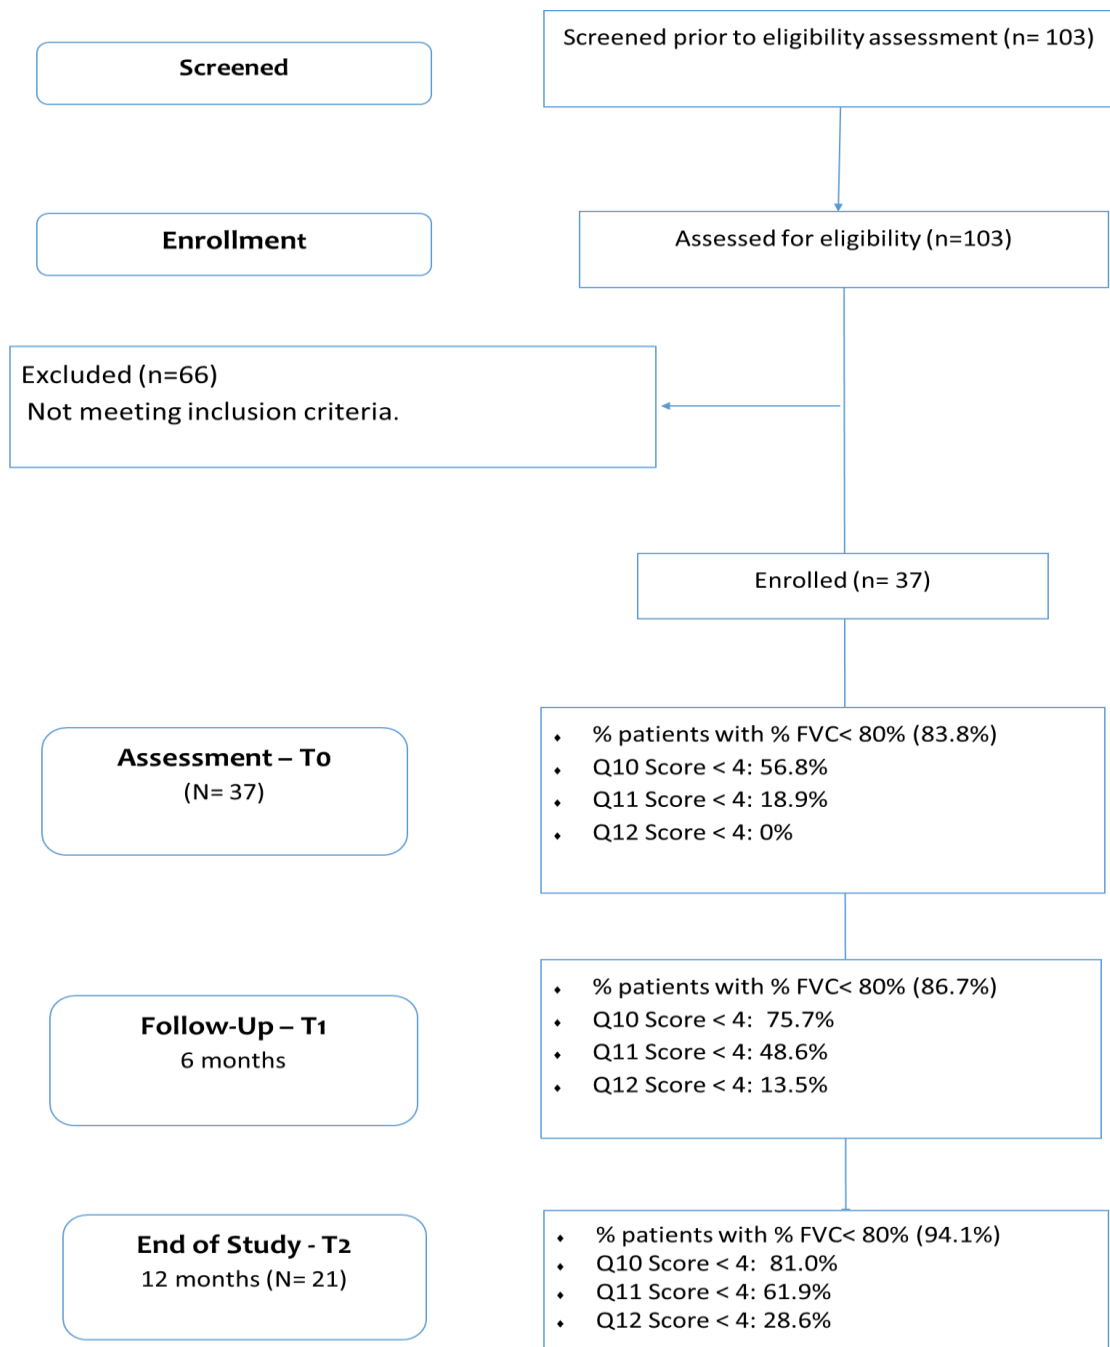 Screened
Screened prior to eligibility assessment (n= 103)
Enrollment
Assessed for eligibility (n=103)
Excluded (n=66)
Not meeting inclusion criteria.
Enrolled (n= 37)
Assessment – T0
(N= 37)
⬩ % patients with % FVC< 80% (83.8%)
⬩ Q10 Score < 4: 56.8%
⬩ Q11 Score < 4: 18.9%
⬩ Q12 Score < 4: 0%
Follow-Up – T1
6 months
⬩ % patients with % FVC< 80% (86.7%)
⬩ Q10 Score < 4:  75.7%
⬩ Q11 Score < 4: 48.6%
⬩ Q12 Score < 4: 13.5%
End of Study - T2
12 months (N= 21)
⬩ % patients with % FVC< 80% (94.1%)
⬩ Q10 Score < 4:  81.0%
⬩ Q11 Score < 4: 61.9%
⬩ Q12 Score < 4: 28.6%